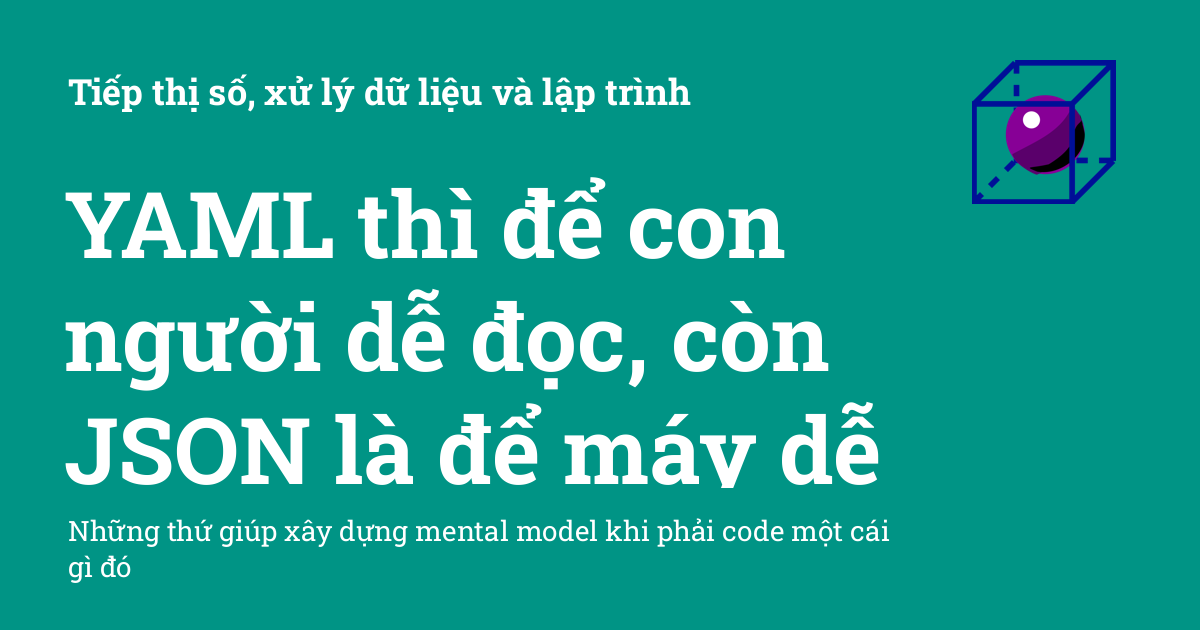 Tiếp thị số, xử lý dữ liệu và lập trình
YAML thì để con
người dễ đọc, còn
JSON là để máy dễ
Những thứ giúp xây dựng mental model khi phải code một cái
gì đó